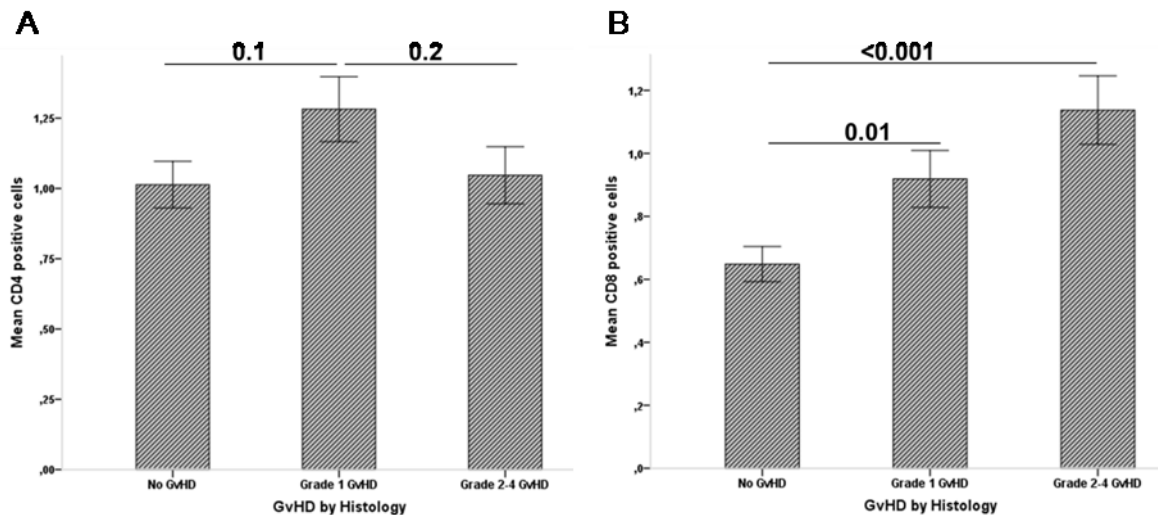 A
0.1
0.2
1,25
1,00
,75
,50
,25
,00
Mean CD4 positive cells
No GvHD
Grade 1 GvHD
Grade 2-4 GvHD
GvHD by Histology
B
<0.001
0.01
1,2
1,0
,8
,6
,4
,2
,0
Mean CD8 positive cells
No GvHD
Grade 1 GvHD
Grade 2-4 GvHD
GvHD by Histology